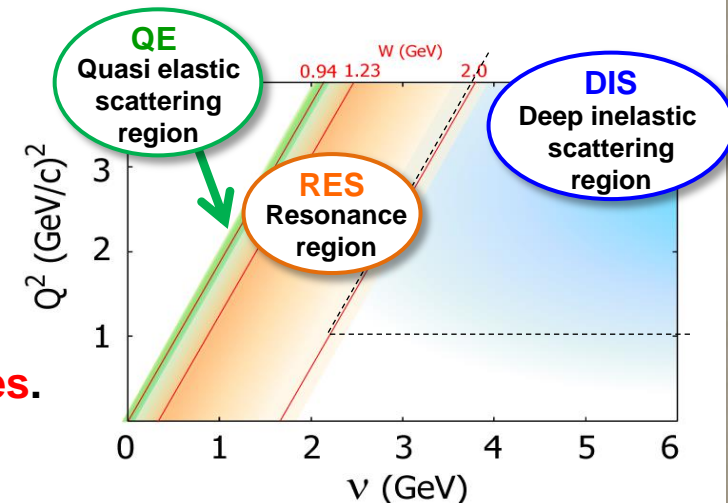 QE
Quasi elastic
scattering
region
W (GeV)
0.94 1.23 2.0
DIS
Deep inelastic
scattering
region
RES
Resonance
region
Q² (GeV/c)²
3
2
1
es.
0 1 2 3 4 5 6
ν (GeV)